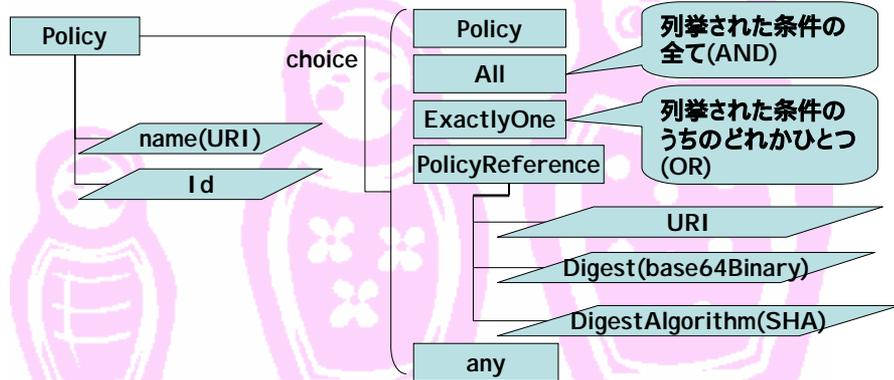 Policy
choice
name(URI)
Id
Policy
All
ExactlyOne
PolicyReference
URI
Digest(base64Binary)
DigestAlgorithm(SHA)
any
列挙された条件の
全て(AND)
列挙された条件の
うちのどれかひとつ
(OR)